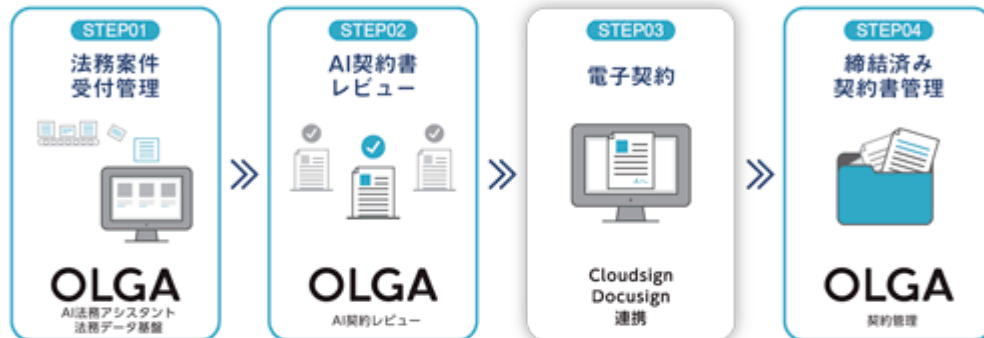 STEP01
法務案件
受付管理
OLGA
AI法務アシスタント
法務データ基盤
STEP02
AI契約書
レビュー
OLGA
AI契約レビュー
STEP03
電子契約
Cloudsign
Docusign
連携
STEP04
締結済み
契約書管理
OLGA
契約管理